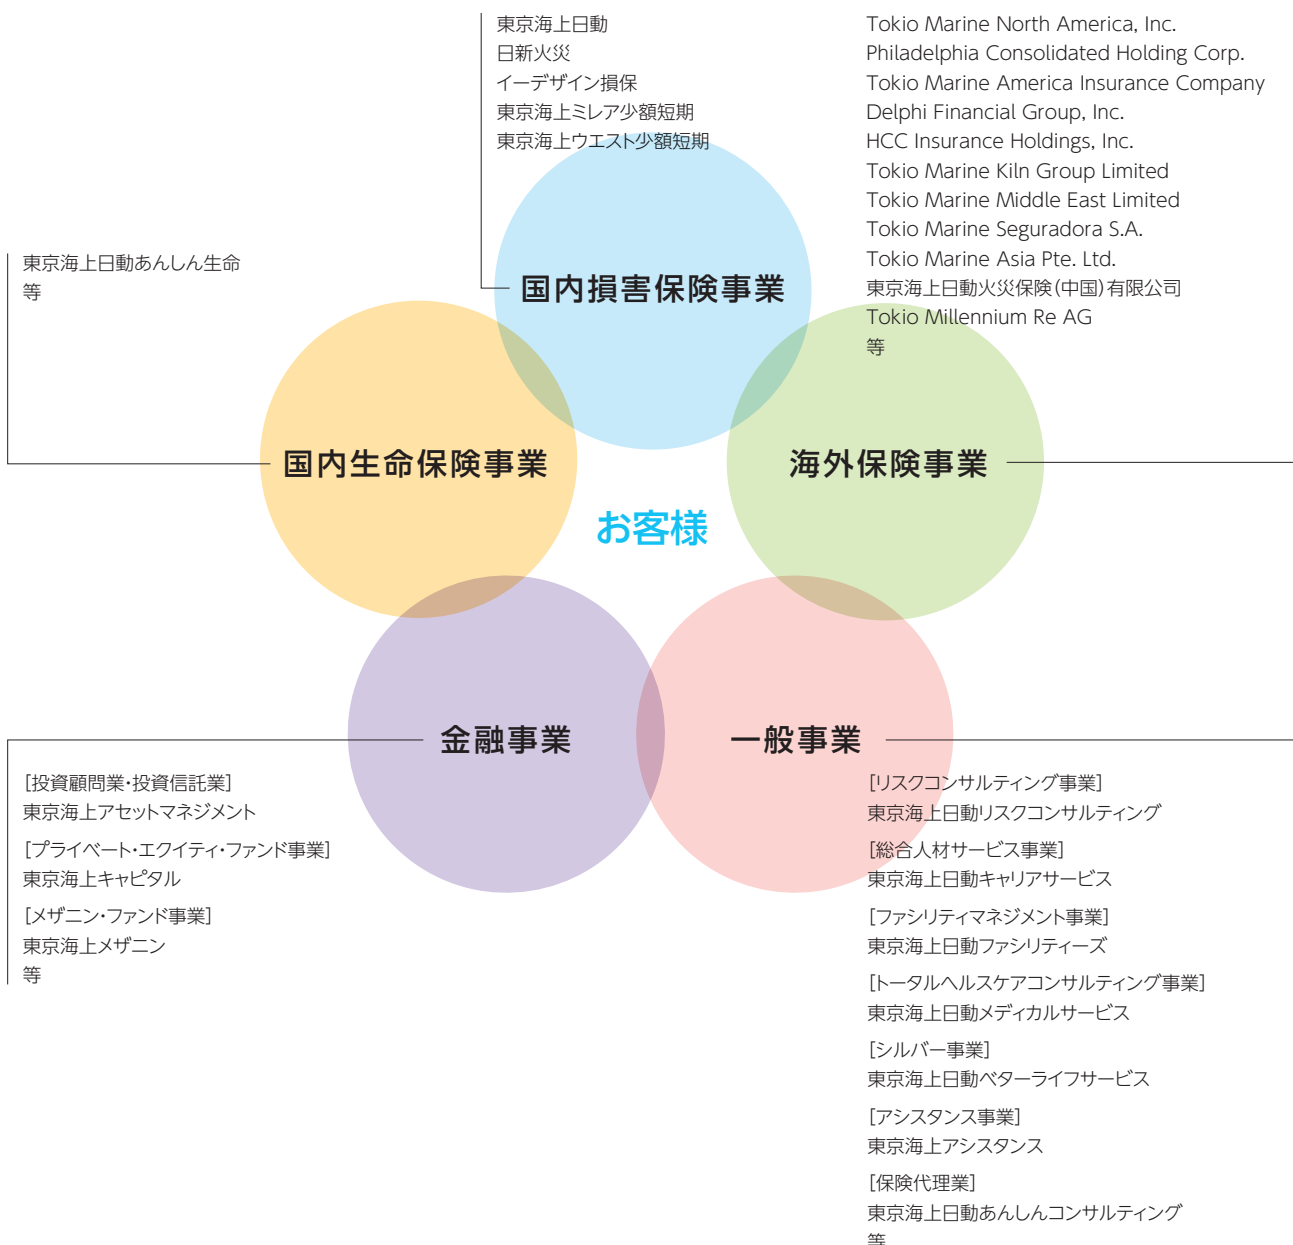 東京海上日動
日新火災
イーデザイン損保
東京海上ミレア少額短期
東京海上ウエスト少額短期
国内損害保険事業
Tokio Marine North America, Inc.
Philadelphia Consolidated Holding Corp.
Tokio Marine America Insurance Company
Delphi Financial Group, Inc.
HCC Insurance Holdings, Inc.
Tokio Marine Kiln Group Limited
Tokio Marine Middle East Limited
Tokio Marine Seguradora S.A.
Tokio Marine Asia Pte. Ltd.
東京海上日動火災保険(中国)有限公司
Tokio Millennium Re AG
等
海外保険事業
東京海上日動あんしん生命
等
国内生命保険事業
お客様
金融事業
[投資顧問業・投資信託業]
東京海上アセットマネジメント
[プライベート・エクイティ・ファンド事業]
東京海上キャピタル
[メザニン・ファンド事業]
東京海上メザニン
等
一般事業
[リスクコンサルティング事業]
東京海上日動リスクコンサルティング
[総合人材サービス事業]
東京海上日動キャリアサービス
[ファシリティマネジメント事業]
東京海上日動ファシリティーズ
[トータルヘルスケアコンサルティング事業]
東京海上日動メディカルサービス
[シルバー事業]
東京海上日動ベターライフサービス
[アシスタンス事業]
東京海上アシスタンス
[保険代理業]
東京海上日動あんしんコンサルティング
等